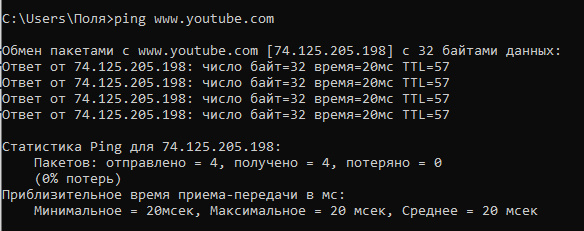 C:\Users\Поля>ping www.youtube.com
Обмен пакетами с www.youtube.com [74.125.205.198] с 32 байтами данных:
Ответ от 74.125.205.198: число байт=32 время=20мс TTL=57
Ответ от 74.125.205.198: число байт=32 время=20мс TTL=57
Ответ от 74.125.205.198: число байт=32 время=20мс TTL=57
Ответ от 74.125.205.198: число байт=32 время=20мс TTL=57
Статистика Ping для 74.125.205.198:
Пакетов: отправлено = 4, получено = 4, потеряно = 0
(0% потерь)
Приблизительное время приема-передачи в мс:
Минимальное = 20мсек, Максимальное = 20 мсек, Среднее = 20 мсек